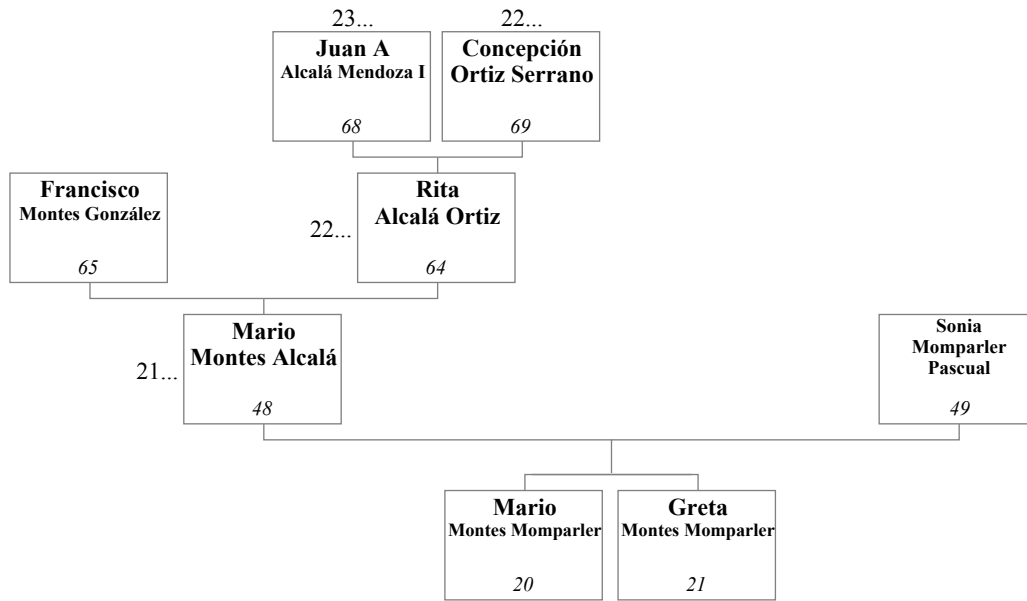 23...
22...
Juan A
Alcalá Mendoza I
68
Concepción
Ortiz Serrano
69
Francisco
Montes González
65
22...
Rita
Alcalá Ortiz
64
21...
Mario
Montes Alcalá
48
Sonia
Momparler
Pascual
49
Mario
Montes Momparler
20
Greta
Montes Momparler
21